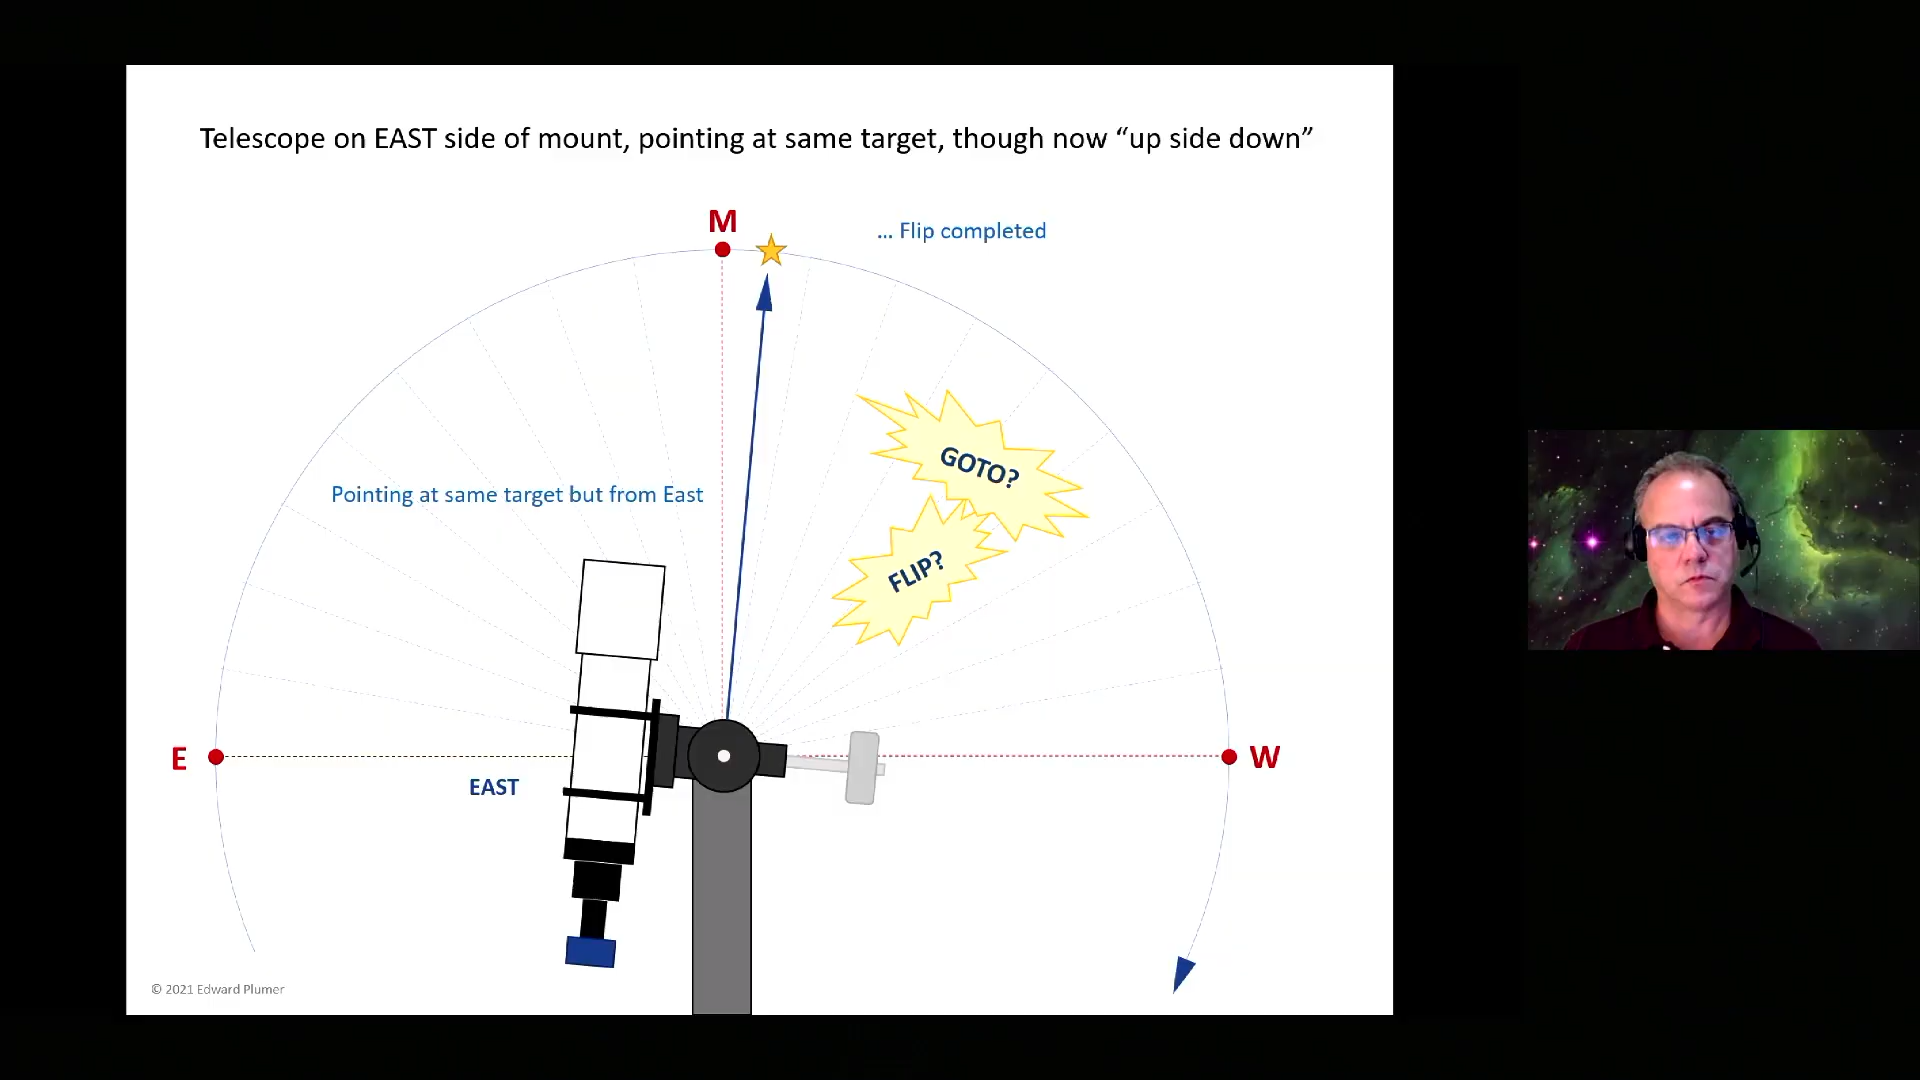 Telescope on EAST side of mount, pointing at same target, though now “up side down”
M
... Flip completed
GOTO?
Pointing at same target but from East
FLIP?
E
W
EAST
© 2021 Edward Plumer